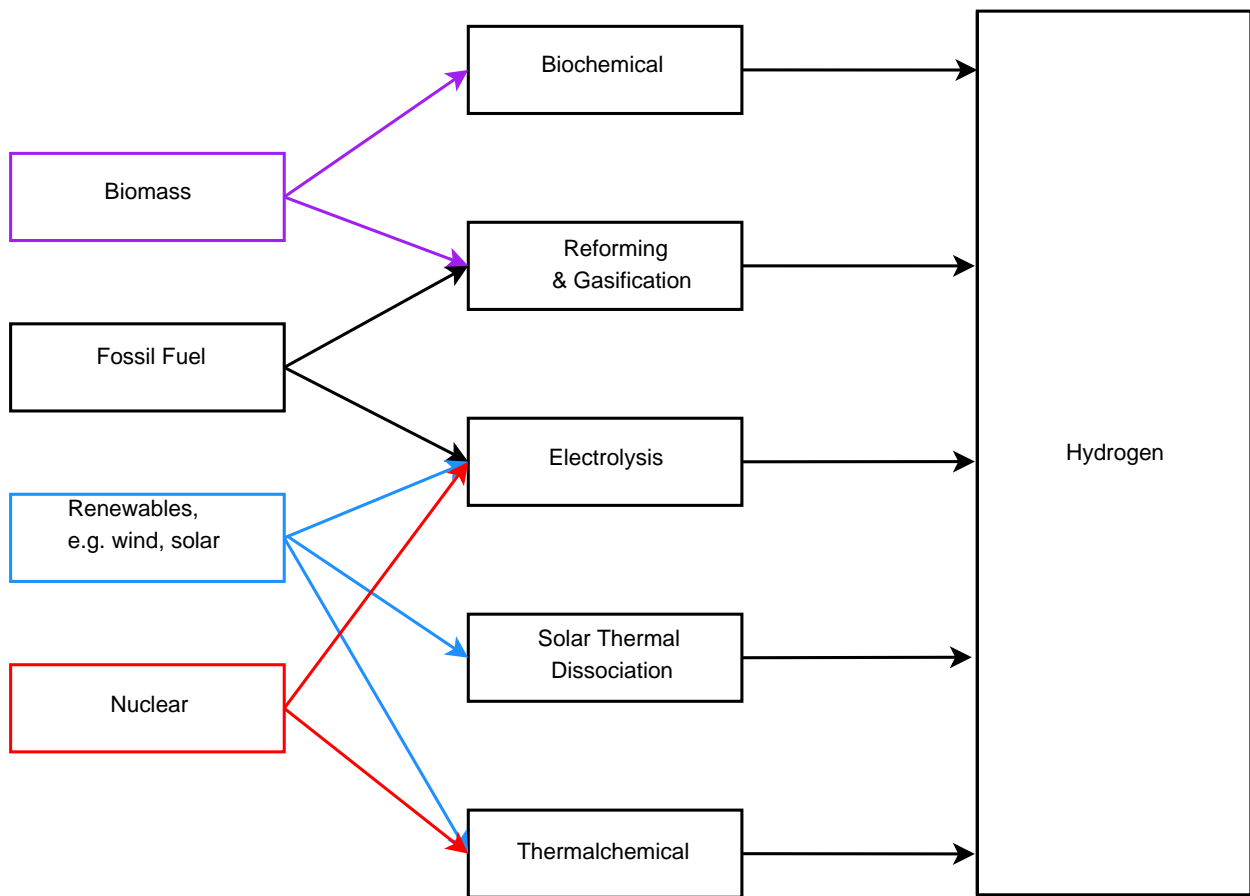 Biochemical
Biomass
Reforming
& Gasification
Fossil Fuel
Electrolysis
Hydrogen
Renewables,
e.g. wind, solar
Solar Thermal
Dissociation
Nuclear
Thermalchemical